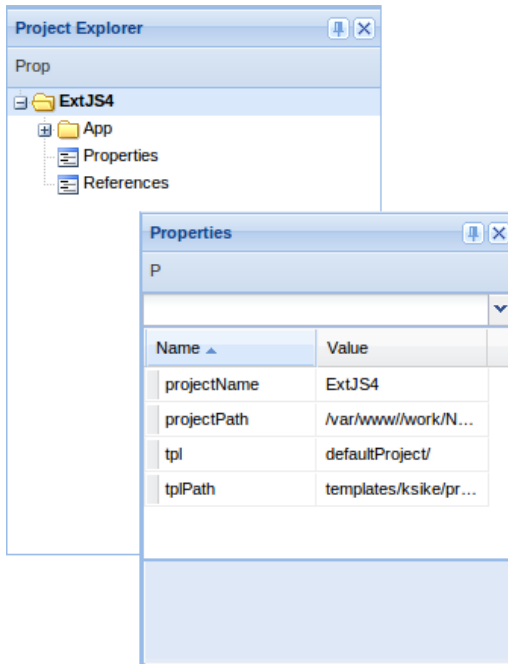 Project Explorer
Prop
ExtJS4
App
Properties
References
Properties
P
Name Value
projectName ExtJS4
projectPath /var/www//work/N...
tpl defaultProject/
tplPath templates/ksike/pr...